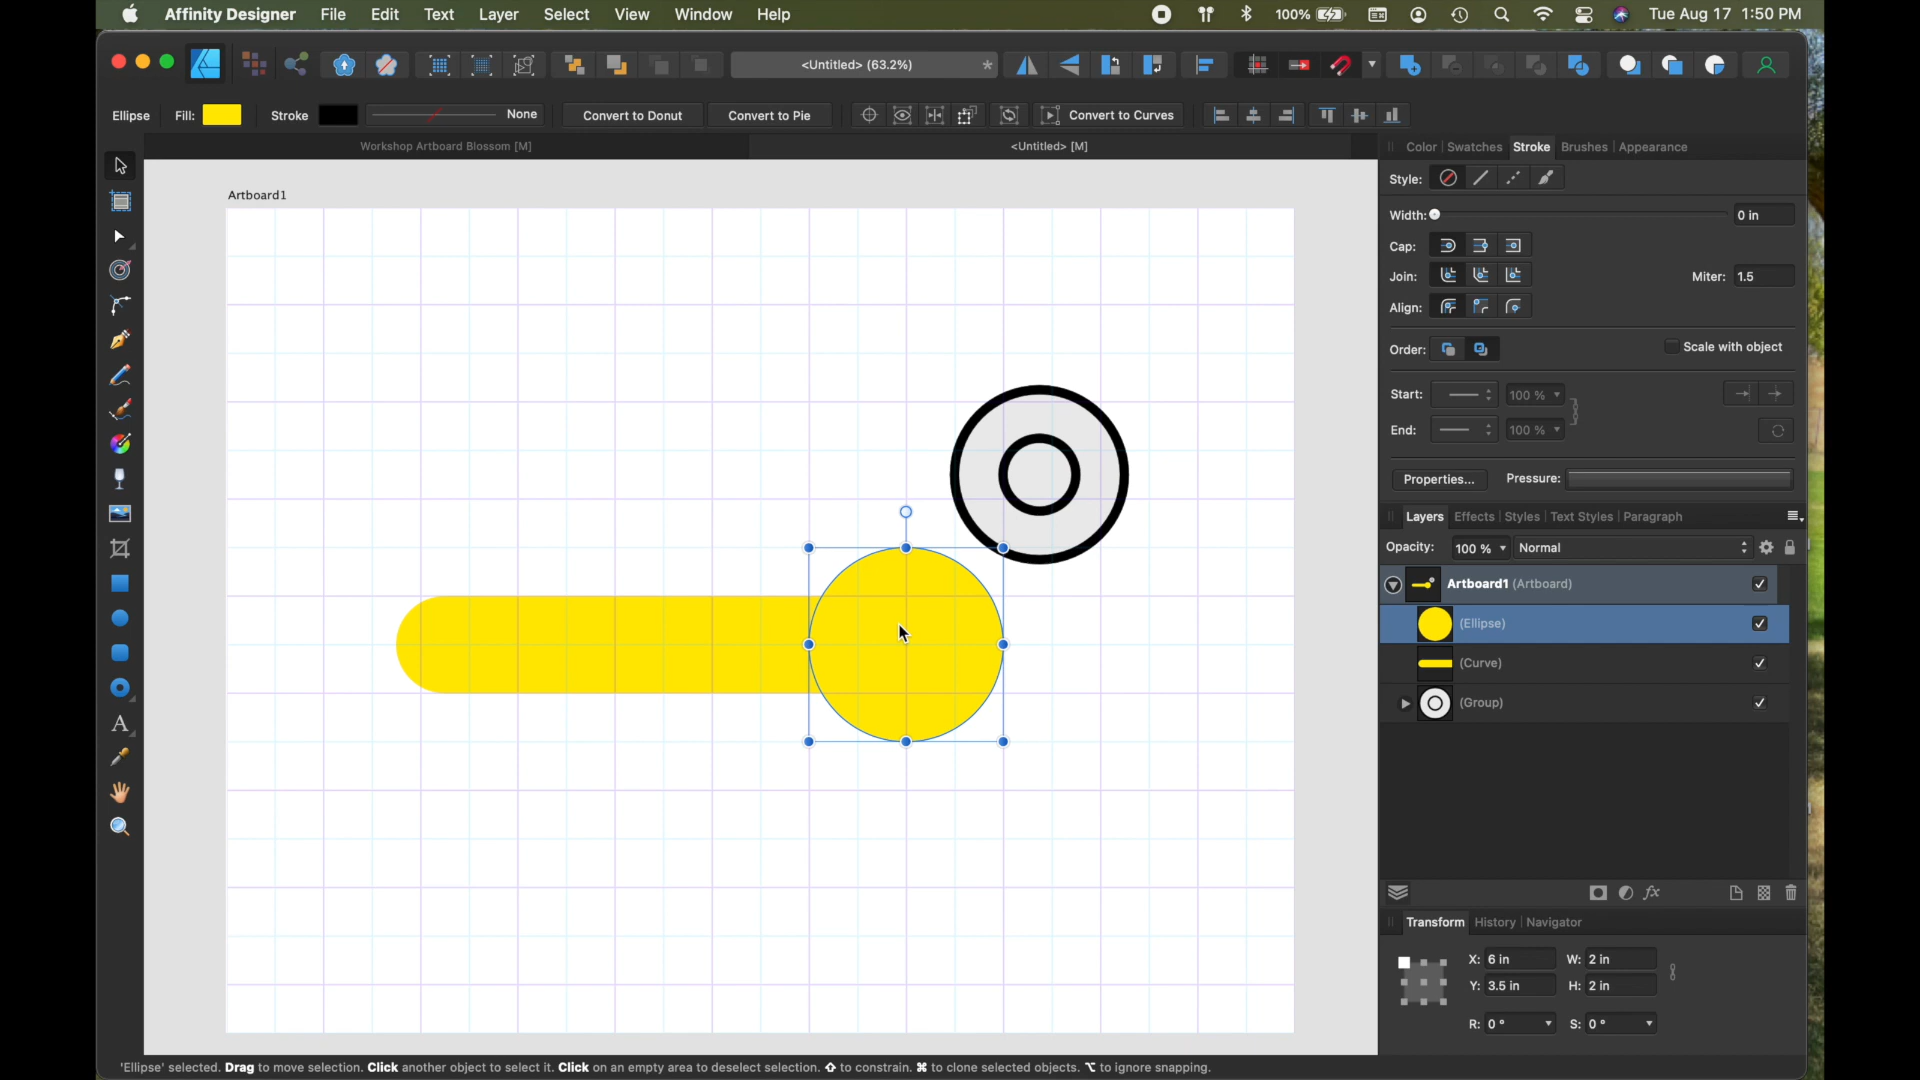 Affinity Designer File Edit Text Layer Select View Window Help 100% Tue Aug 17 1:50 PM
<Untitled> (63.2%) *
Ellipse Fill: Stroke None Convert to Donut Convert to Pie Convert to Curves
Workshop Artboard Blossom [M] <Untitled> [M]
Color Swatches Stroke Brushes Appearance
Style:
Width: 0 in
Cap:
Join: Miter: 1.5
Align:
Order: Scale with object
Start: 100 %
End: 100 %
Properties... Pressure:
Artboard1
Layers Effects Styles Text Styles Paragraph
Opacity: 100 % Normal
Artboard1 (Artboard)
(Ellipse)
(Curve)
(Group)
A
fx
Transform History Navigator
X: 6 in W: 2 in
Y: 3.5 in H: 2 in
R: 0 ° S: 0 °
'Ellipse' selected. Drag to move selection. Click another object to select it. Click on an empty area to deselect selection. ⇧ to constrain. ⌘ to clone selected objects. ⌥ to ignore snapping.